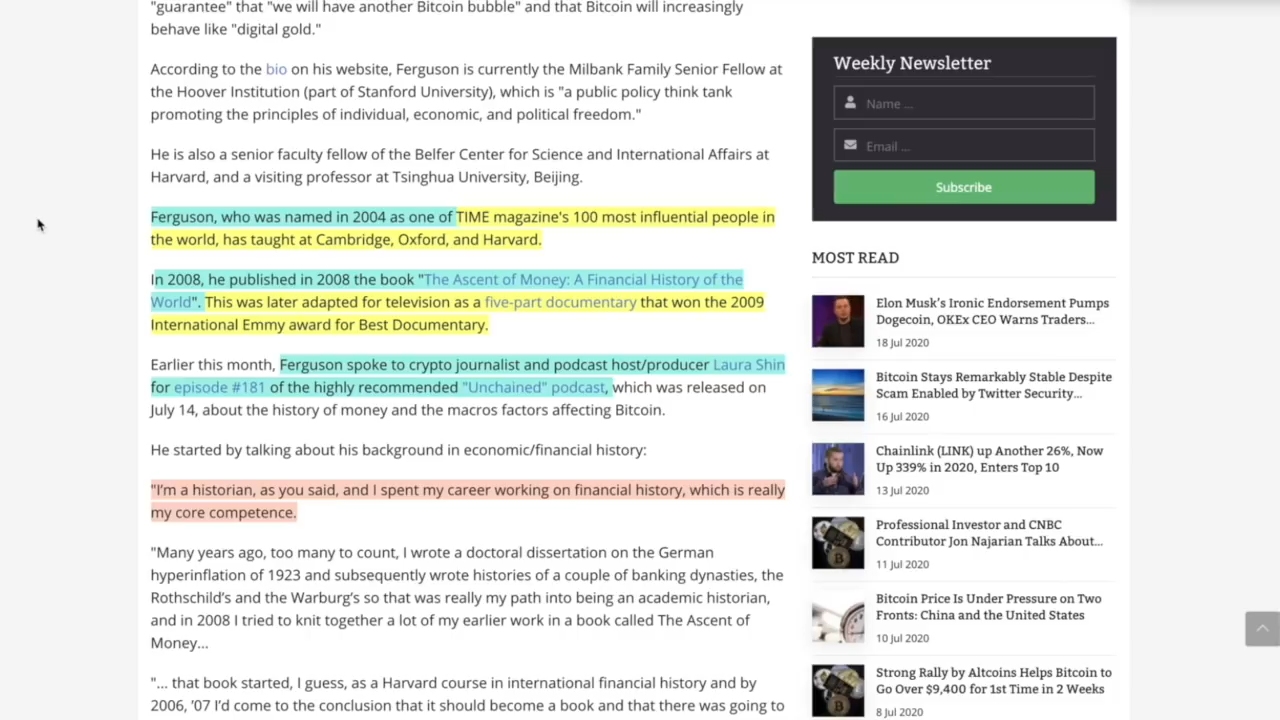 "guarantee" that "we will have another Bitcoin bubble" and that Bitcoin will increasingly
behave like "digital gold."
According to the bio on his website, Ferguson is currently the Milbank Family Senior Fellow at
the Hoover Institution (part of Stanford University), which is "a public policy think tank
promoting the principles of individual, economic, and political freedom."
He is also a senior faculty fellow of the Belfer Center for Science and International Affairs at
Harvard, and a visiting professor at Tsinghua University, Beijing.
Ferguson, who was named in 2004 as one of TIME magazine's 100 most influential people in
the world, has taught at Cambridge, Oxford, and Harvard.
In 2008, he published in 2008 the book "The Ascent of Money: A Financial History of the
World". This was later adapted for television as a five-part documentary that won the 2009
International Emmy award for Best Documentary.
Earlier this month, Ferguson spoke to crypto journalist and podcast host/producer Laura Shin
for episode #181 of the highly recommended "Unchained" podcast, which was released on
July 14, about the history of money and the macros factors affecting Bitcoin.
He started by talking about his background in economic/financial history:
"I'm a historian, as you said, and I spent my career working on financial history, which is really
my core competence.
"Many years ago, too many to count, I wrote a doctoral dissertation on the German
hyperinflation of 1923 and subsequently wrote histories of a couple of banking dynasties, the
Rothschild's and the Warburg's so that was really my path into being an academic historian,
and in 2008 I tried to knit together a lot of my earlier work in a book called The Ascent of
Money...
"... that book started, I guess, as a Harvard course in international financial history and by
2006, '07 I'd come to the conclusion that it should become a book and that there was going to
Weekly Newsletter
Name ...
Email ...
Subscribe
MOST READ
Elon Musk's Ironic Endorsement Pumps
Dogecoin, OKEx CEO Warns Traders...
18 Jul 2020
Bitcoin Stays Remarkably Stable Despite
Scam Enabled by Twitter Security...
16 Jul 2020
Chainlink (LINK) up Another 26%, Now
Up 339% in 2020, Enters Top 10
13 Jul 2020
Professional Investor and CNBC
Contributor Jon Najarian Talks About...
11 Jul 2020
Bitcoin Price Is Under Pressure on Two
Fronts: China and the United States
10 Jul 2020
Strong Rally by Altcoins Helps Bitcoin to
Go Over $9,400 for 1st Time in 2 Weeks
8 Jul 2020